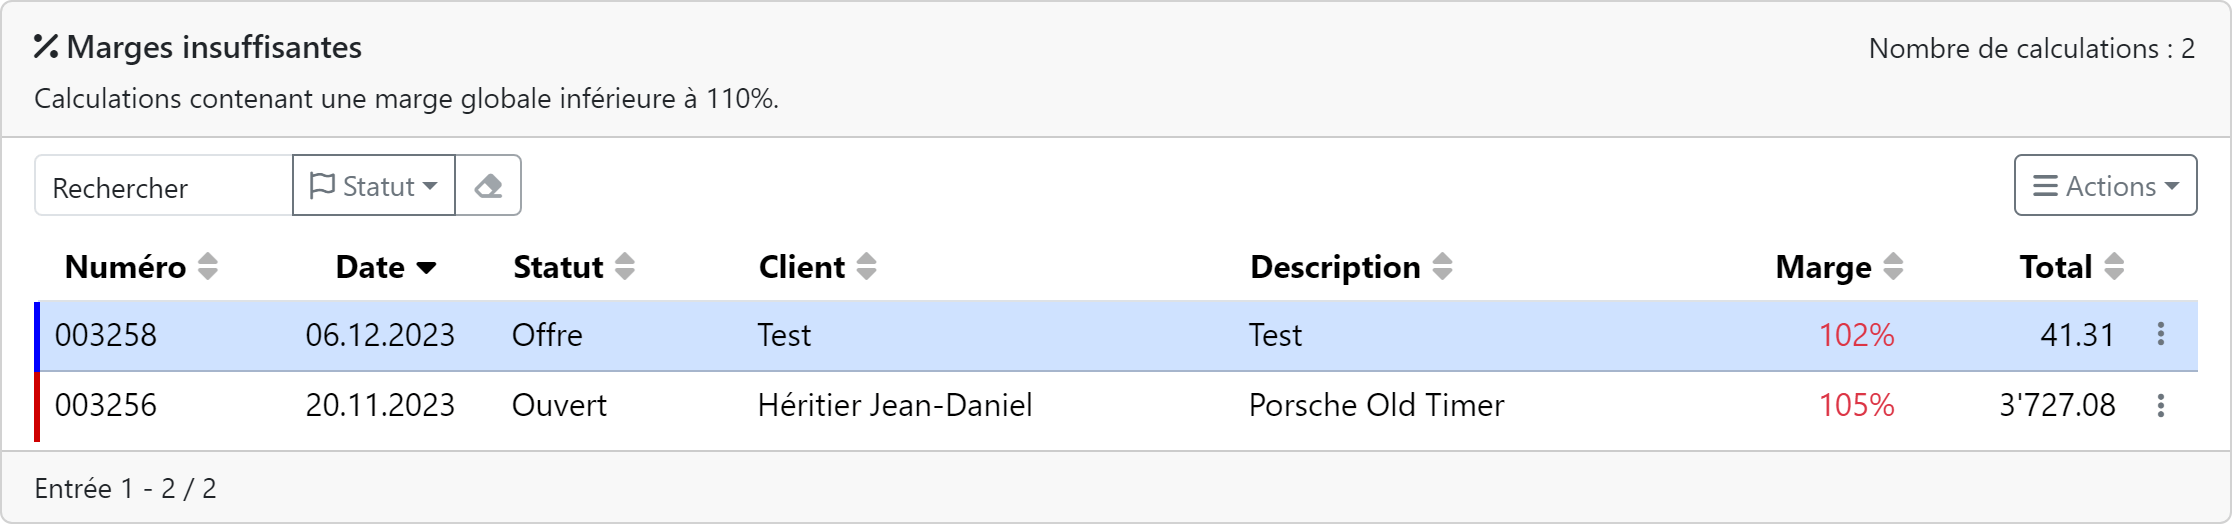 Marges insuffisantes
Nombre de calculations : 2
Calculations contenant une marge globale inférieure à 110%.
Rechercher Statut Actions
Numéro Date Statut Client Description Marge Total
003258 06.12.2023 Offre Test Test 102% 41.31
003256 20.11.2023 Ouvert Héritier Jean-Daniel Porsche Old Timer 105% 3'727.08
Entrée 1 - 2 / 2